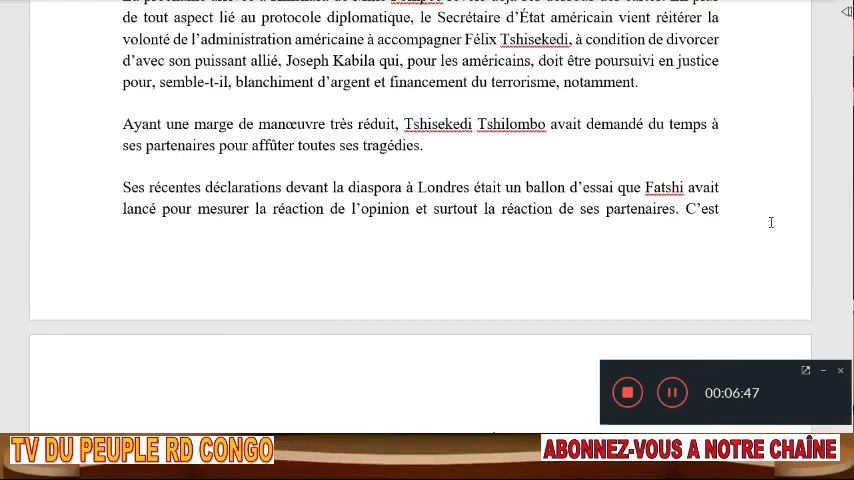 de tout aspect lié au protocole diplomatique, le Secrétaire d'État américain vient réitérer la
volonté de l'administration américaine à accompagner Félix Tshisekedi, à condition de divorcer
d'avec son puissant allié, Joseph Kabila qui, pour les américains, doit être poursuivi en justice
pour, semble-t-il, blanchiment d'argent et financement du terrorisme, notamment.
Ayant une marge de manœuvre très réduit, Tshisekedi Tshilombo avait demandé du temps à
ses partenaires pour affûter toutes ses tragédies.
Ses récentes déclarations devant la diaspora à Londres était un ballon d'essai que Fatshi avait
lancé pour mesurer la réaction de l'opinion et surtout la réaction de ses partenaires. C'est
00:06:47
TV DU PEUPLE RD CONGO
ABONNEZ-VOUS A NOTRE CHAÎNE